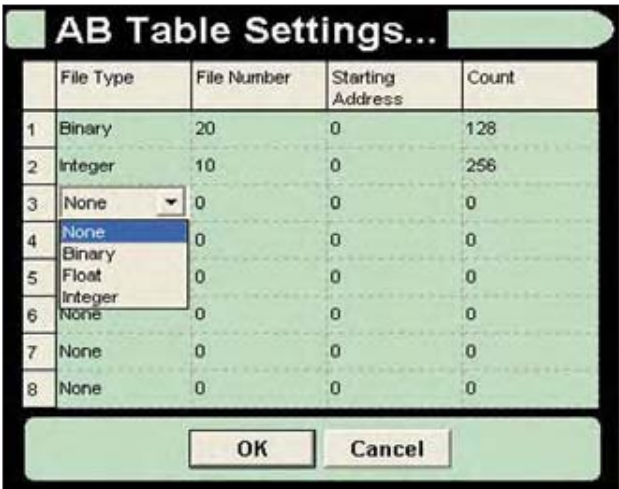 AB Table Settings...
File Type File Number Starting Address Count
1 Binary 20 0 128
2 Integer 10 0 256
3 None 0 0 0
None
4 0 0 0
Binary
5 Float 0 0 0
Integer
6 None 0 0 0
7 None 0 0 0
8 None 0 0 0
OK Cancel